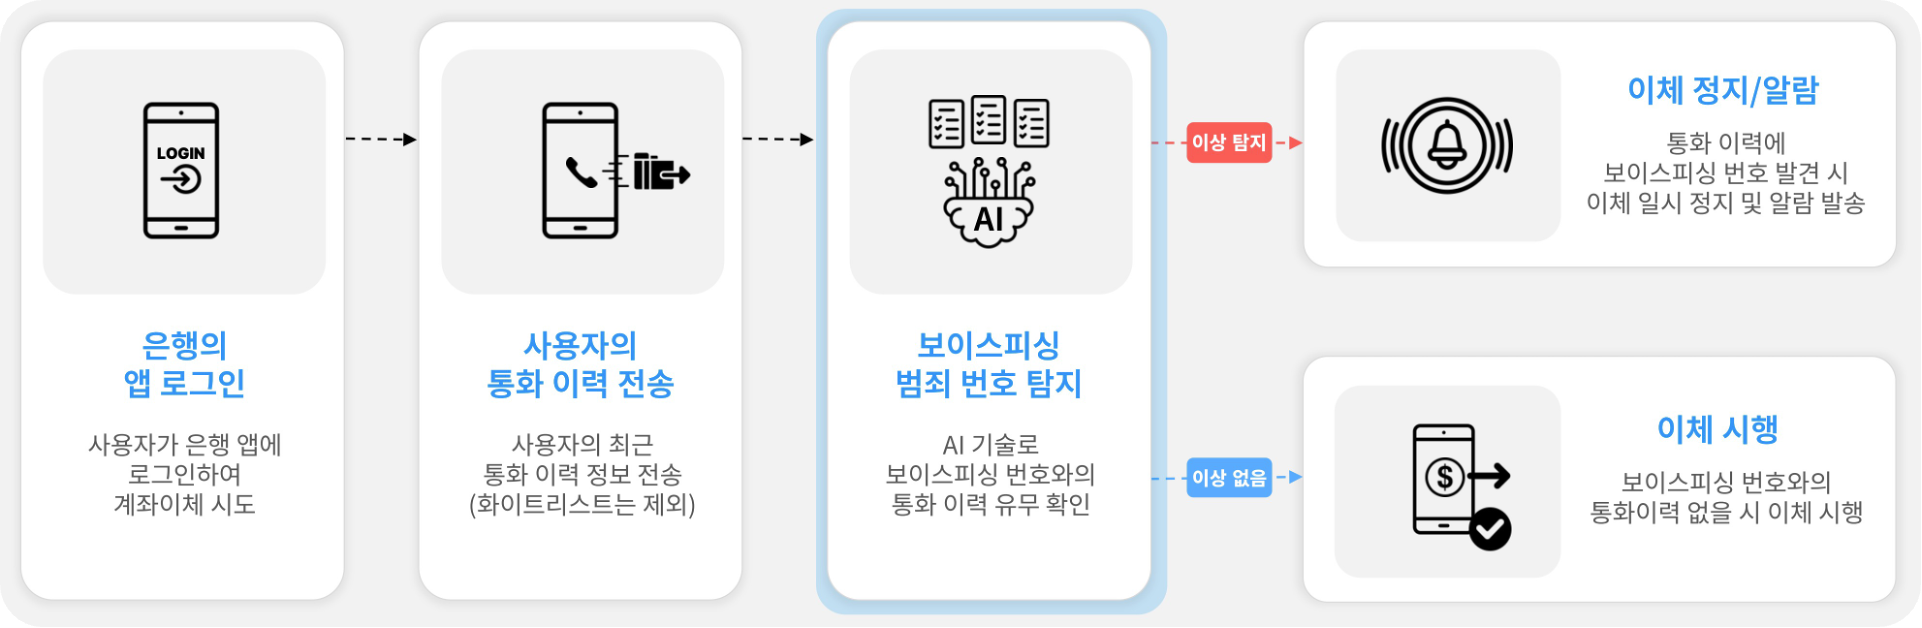 LOGIN
은행의
앱 로그인
사용자가 은행 앱에
로그인하여
계좌이체 시도
사용자의
통화 이력 전송
사용자의 최근
통화 이력 정보 전송
(화이트리스트는 제외)
AI
보이스피싱
범죄 번호 탐지
AI 기술로
보이스피싱 번호와의
통화 이력 유무 확인
이상 탐지
이체 정지/알람
통화 이력에
보이스피싱 번호 발견 시
이체 일시 정지 및 알람 발송
이상 없음
$
이체 시행
보이스피싱 번호와의
통화이력 없을 시 이체 시행